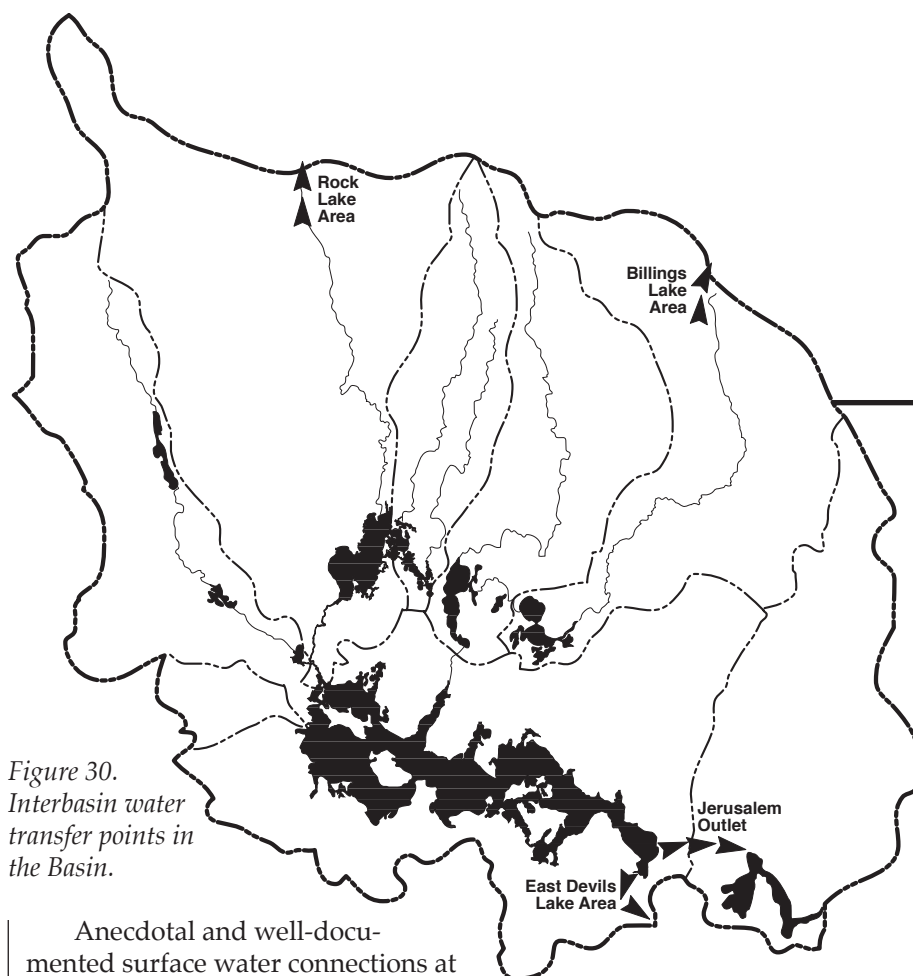 Rock
Lake
Area
Billings
Lake
Area
Jerusalem
Outlet
East Devils
Lake Area
Figure 30.
Interbasin water
transfer points in
the Basin.
Anecdotal and well-docu-
mented surface water connections at